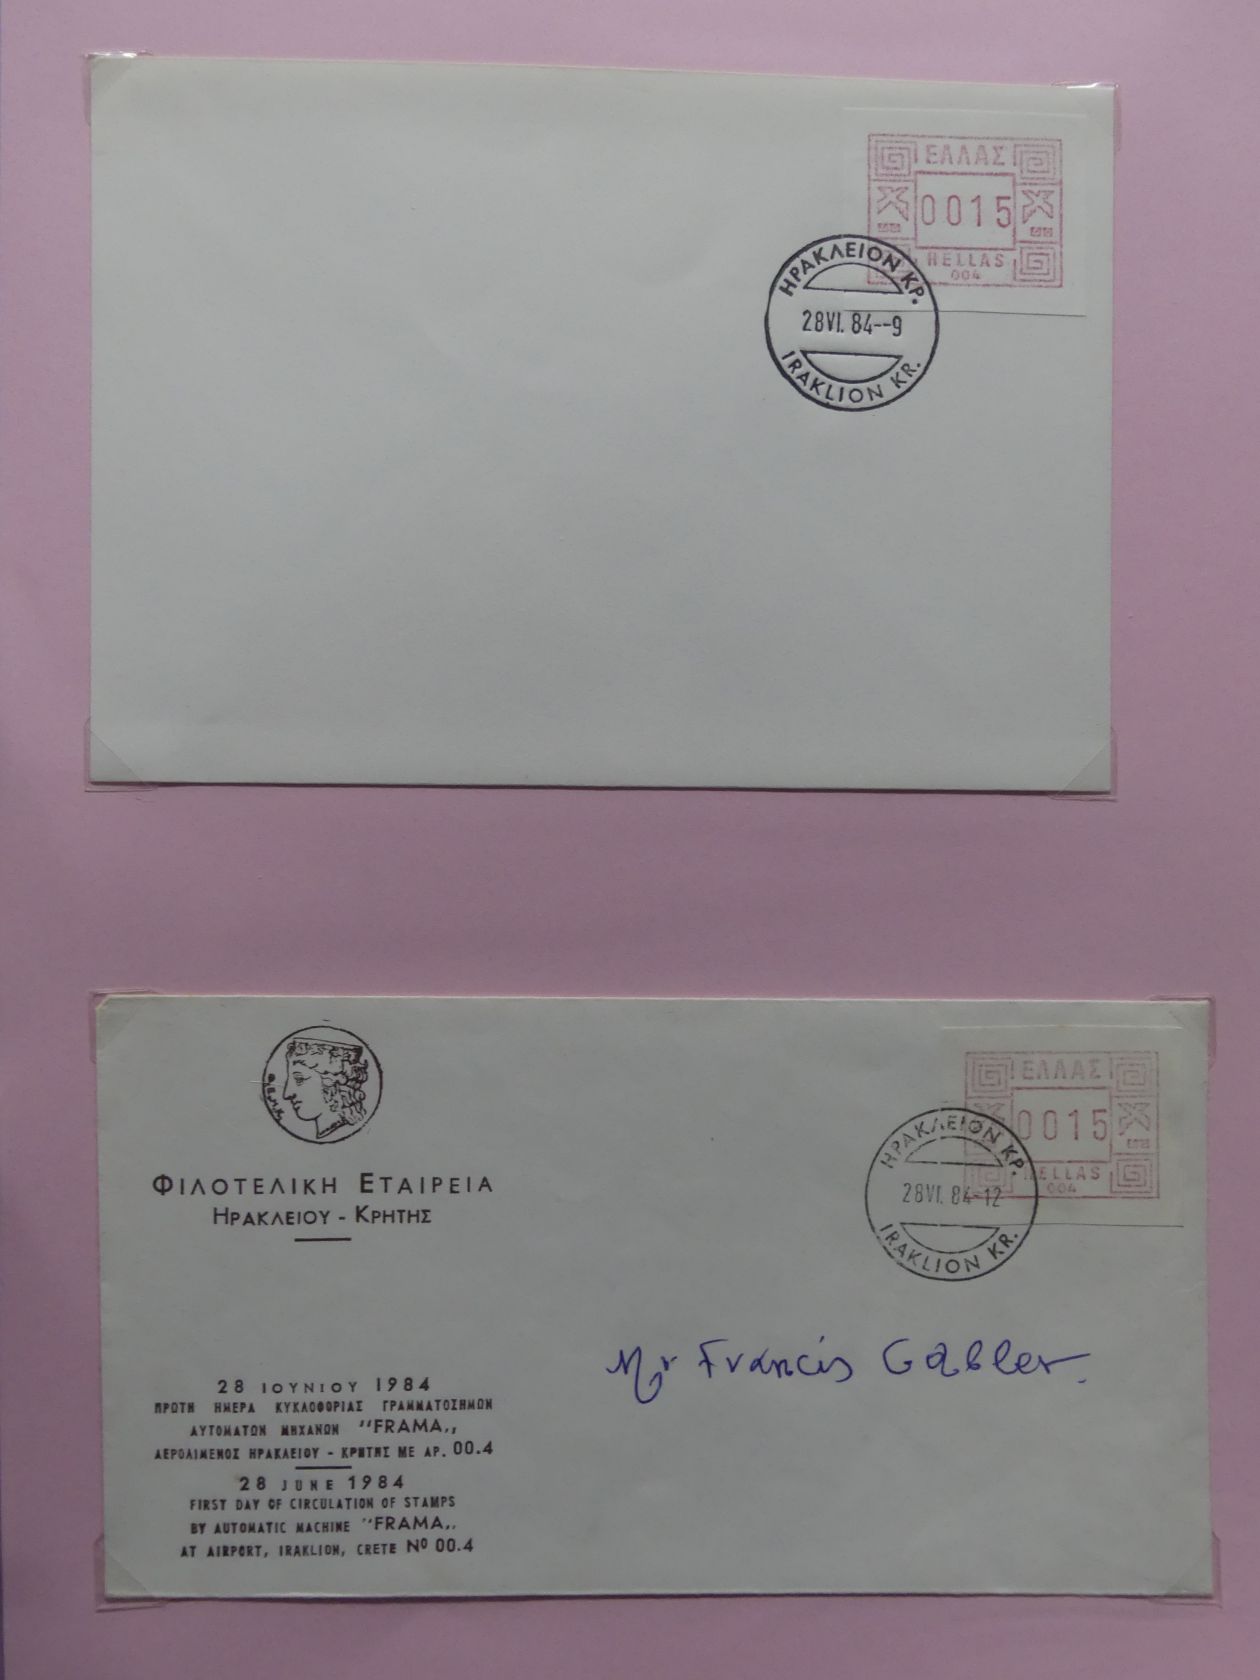 ΕΛΛΑΣ
0015
HELLAS
004
ΗΡΑΚΛΕΙΟΝ ΚΡ.
28VI. 84--9
IRAKLION KR.
Φ.Ε.Η.Κ
ΦΙΛΟΤΕΛΙΚΗ ΕΤΑΙΡΕΙΑ
ΗΡΑΚΛΕΙΟΥ - ΚΡΗΤΗΣ
ΕΛΛΑΣ
0015
HELLAS
004
ΗΡΑΚΛΕΙΟΝ ΚΡ.
28VI. 84-12
IRAKLION KR.
Mr Francis Gabler.
28 ΙΟΥΝΙΟΥ 1984
ΠΡΩΤΗ ΗΜΕΡΑ ΚΥΚΛΟΦΟΡΙΑΣ ΓΡΑΜΜΑΤΟΣΗΜΩΝ
ΑΥΤΟΜΑΤΩΝ ΜΗΧΑΝΩΝ "FRAMA,,
ΑΕΡΟΛΙΜΕΝΟΣ ΗΡΑΚΛΕΙΟΥ - ΚΡΗΤΗΣ ΜΕ ΑΡ. 00.4
28 JUNE 1984
FIRST DAY OF CIRCULATION OF STAMPS
BY AUTOMATIC MACHINE "FRAMA,,
AT AIRPORT, IRAKLION, CRETE Nº 00.4